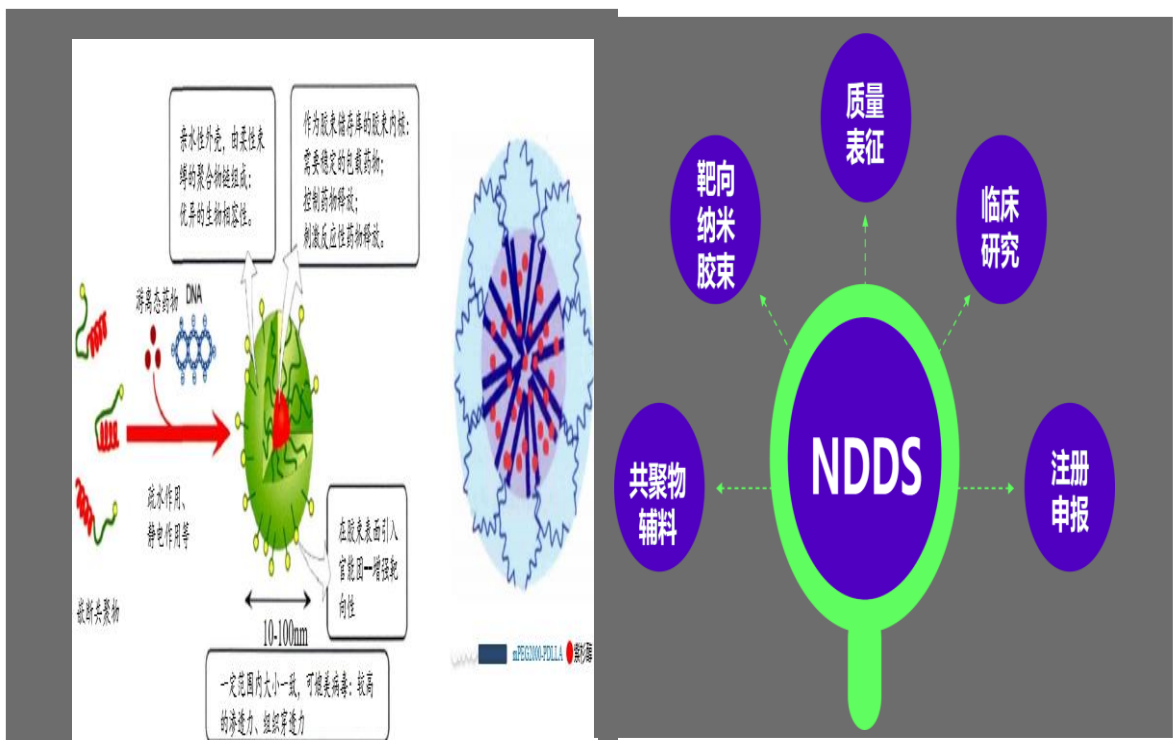 亲水性外壳，由柔性束
缚的聚合物链组成：
优异的生物相容性。
作为胶束储存库的胶束内核：
需要稳定的包载药物；
控制药物释放；
刺激反应性药物释放。
游离态药物
DNA
疏水作用、
静电作用等
嵌断共聚物
在胶束表面引入
官能团--增强靶
向性
10-100nm
一定范围内大小一致，可媲美病毒：较高
的渗透力、组织穿透力
mPEG2000-PDLLA
紫杉醇
质量
表征
靶向
纳米
胶束
临床
研究
共聚物
辅料
NDDS
注册
申报